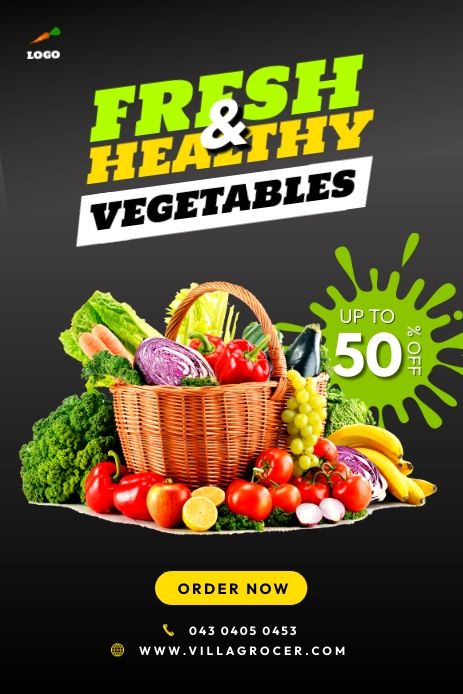 LOGO
FRESH
&
HEALTHY
VEGETABLES
UP TO
50
% OFF
ORDER NOW
043 0405 0453
WWW.VILLAGROCER.COM